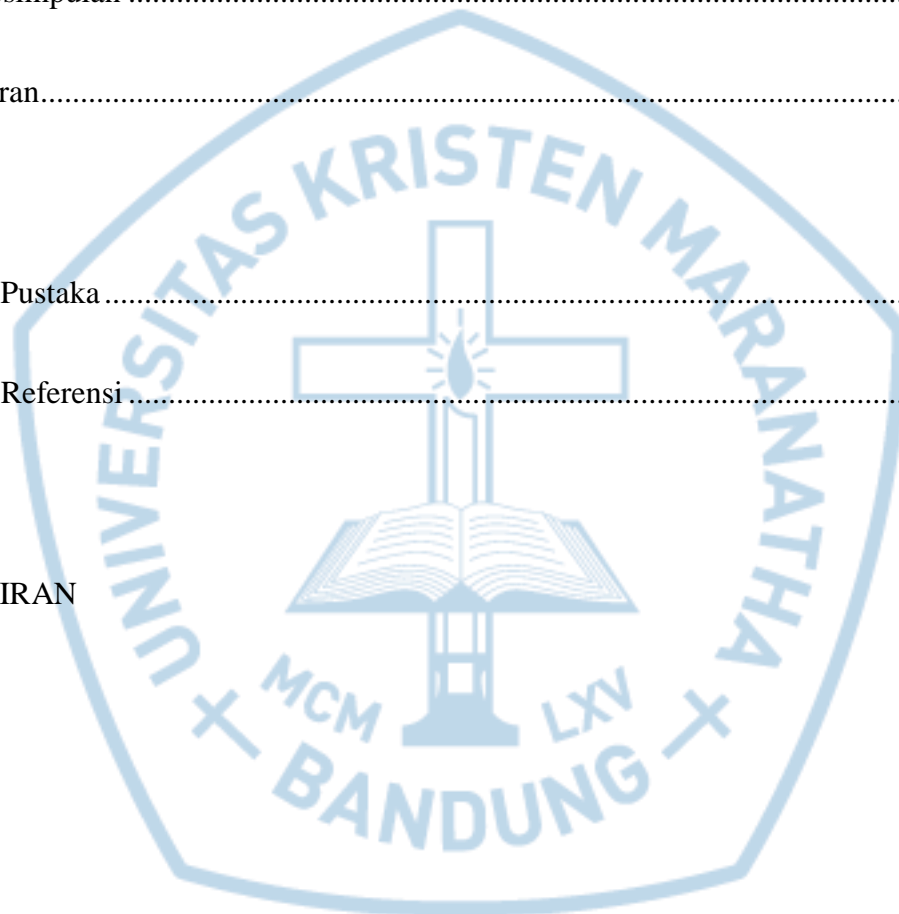 simpulan ........................................................................................................
ran..................................................................................................................
Pustaka ..........................................................................................................
Referensi .......................................................................................................
IRAN
UNIVERSITAS KRISTEN MARANATHA
MCM LXV
BANDUNG